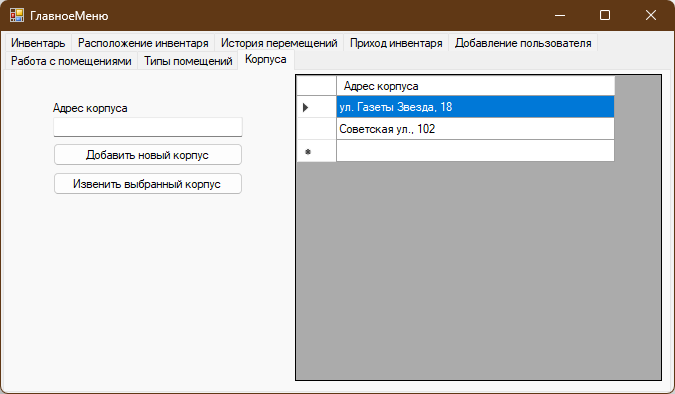 ГлавноеМеню
Инвентарь Расположение инвентаря История перемещений Приход инвентаря Добавление пользователя
Работа с помещениями Типы помещений Корпуса
Адрес корпуса
Добавить новый корпус
Извенить выбранный корпус
Адрес корпуса
ул. Газеты Звезда, 18
Советская ул., 102